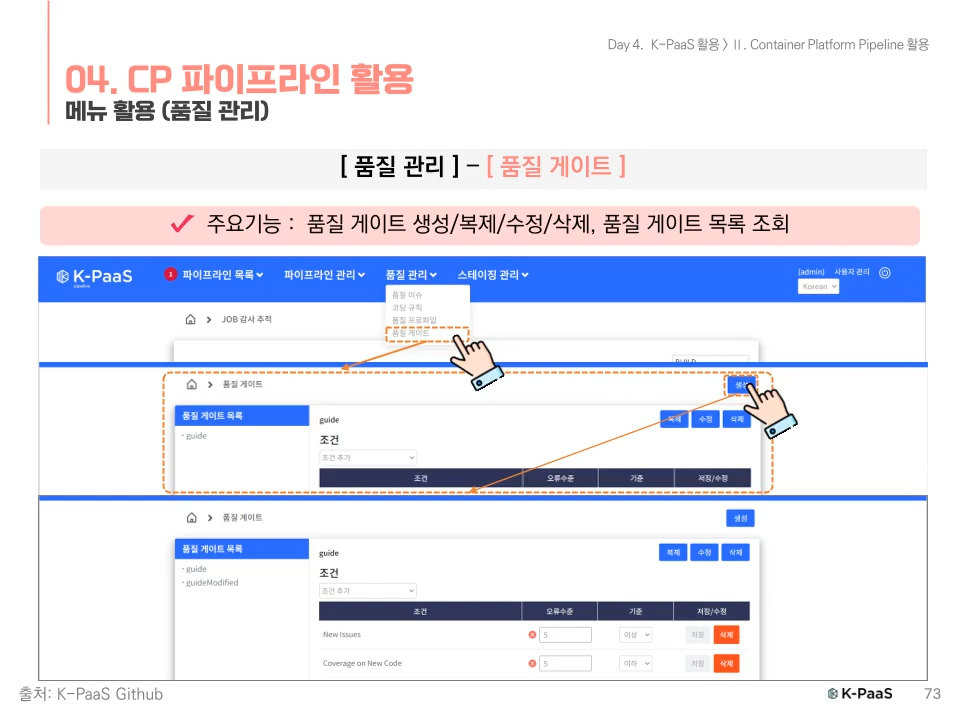 Day 4. K-PaaS 활용 > Ⅱ. Container Platform Pipeline 활용
04. CP 파이프라인 활용
메뉴 활용 (품질 관리)
[ 품질 관리 ] – [ 품질 게이트 ]
주요기능 : 품질 게이트 생성/복제/수정/삭제, 품질 게이트 목록 조회
K-PaaS pipeline
1 파이프라인 목록 파이프라인 관리 품질 관리 스테이징 관리
(admin) 사용자 관리
Korean
품질 이슈
코딩 규칙
품질 프로파일
품질 게이트
JOB 감사 추적
BUILD
품질 게이트
생성
품질 게이트 목록
- guide
guide
복제 수정 삭제
조건
조건 추가
조건 오류수준 기준 저장/수정
품질 게이트
생성
품질 게이트 목록
- guide
- guideModified
guide
복제 수정 삭제
조건
조건 추가
조건 오류수준 기준 저장/수정
New Issues 5 이상 저장 삭제
Coverage on New Code 5 이하 저장 삭제
출처: K-PaaS Github
K-PaaS
73